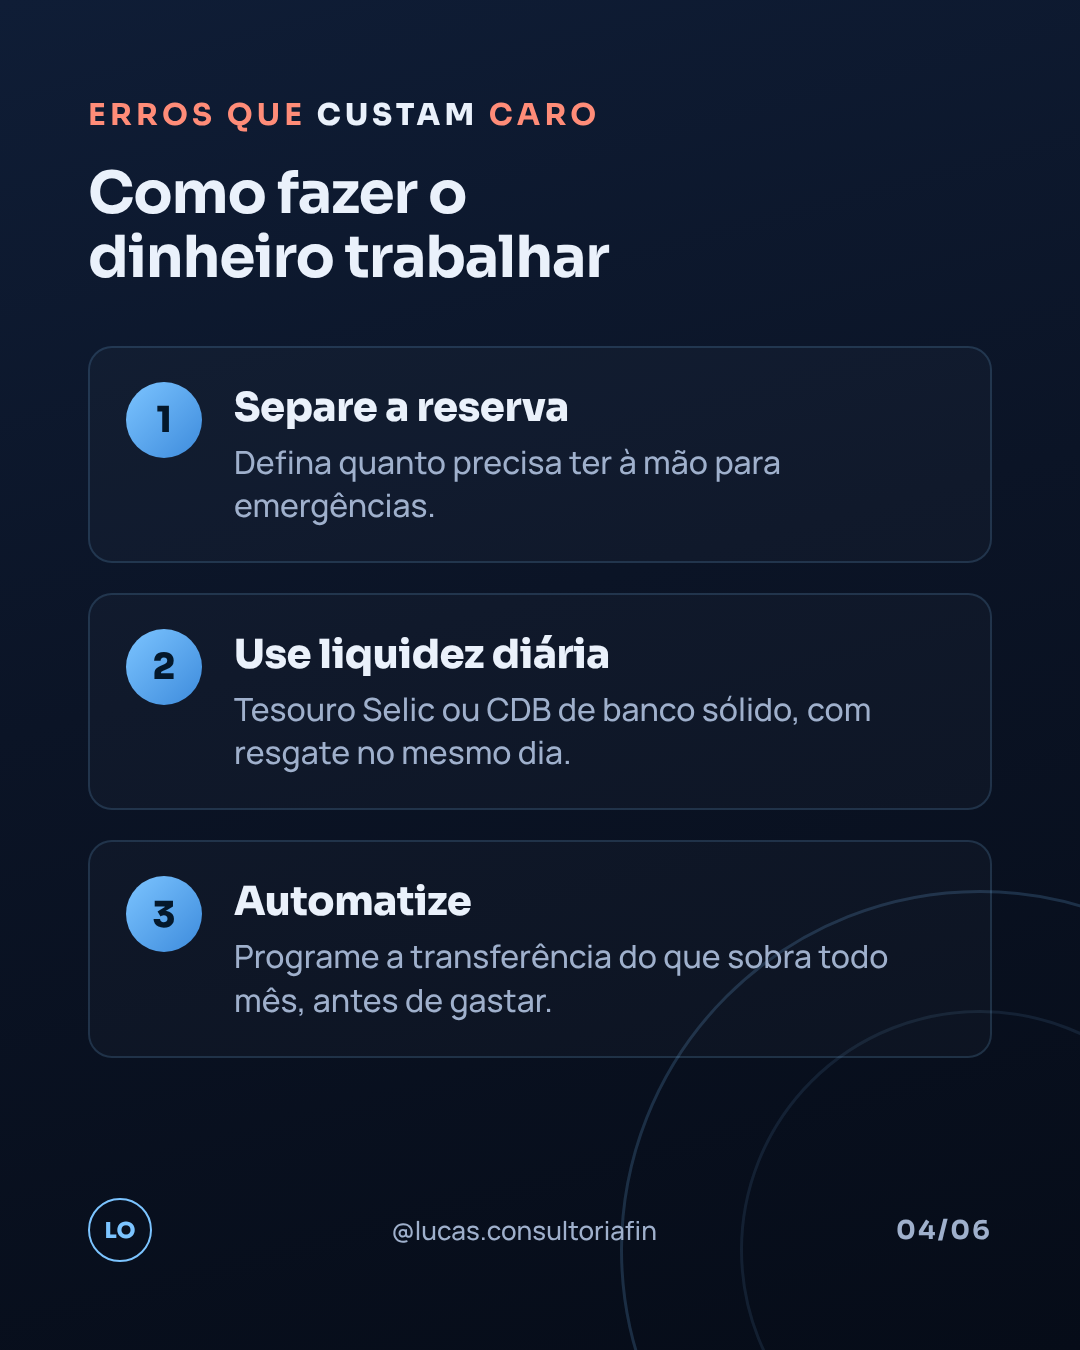 ERROS QUE CUSTAM CARO
Como fazer o
dinheiro trabalhar
1
Separe a reserva
Defina quanto precisa ter à mão para
emergências.
2
Use liquidez diária
Tesouro Selic ou CDB de banco sólido, com
resgate no mesmo dia.
3
Automatize
Programe a transferência do que sobra todo
mês, antes de gastar.
LO
@lucas.consultoriafin
04/06